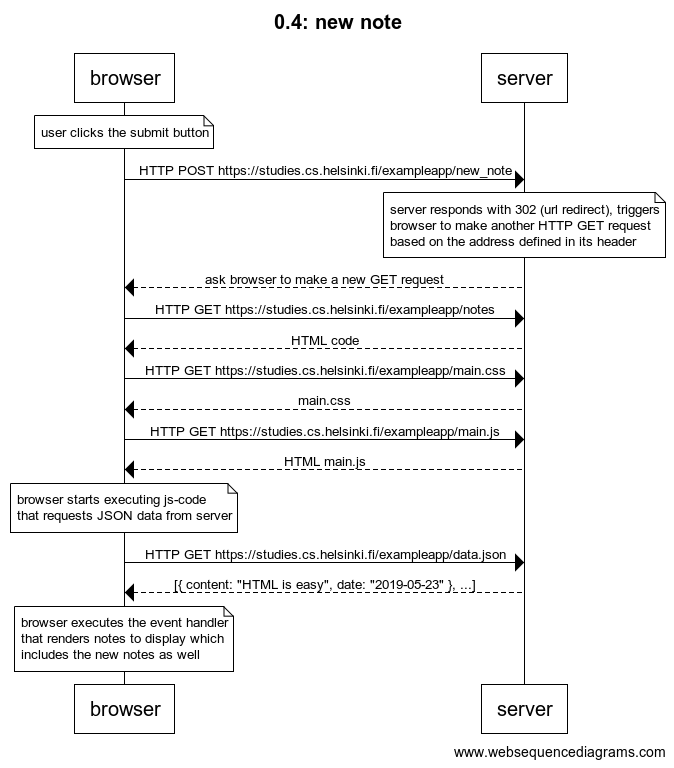 0.4: new note
browser
server
user clicks the submit button
HTTP POST https://studies.cs.helsinki.fi/exampleapp/new_note
server responds with 302 (url redirect), triggers
browser to make another HTTP GET request
based on the address defined in its header
ask browser to make a new GET request
HTTP GET https://studies.cs.helsinki.fi/exampleapp/notes
HTML code
HTTP GET https://studies.cs.helsinki.fi/exampleapp/main.css
main.css
HTTP GET https://studies.cs.helsinki.fi/exampleapp/main.js
HTML main.js
browser starts executing js-code
that requests JSON data from server
HTTP GET https://studies.cs.helsinki.fi/exampleapp/data.json
[{ content: "HTML is easy", date: "2019-05-23" }, ...]
browser executes the event handler
that renders notes to display which
includes the new notes as well
browser
server
www.websequencediagrams.com